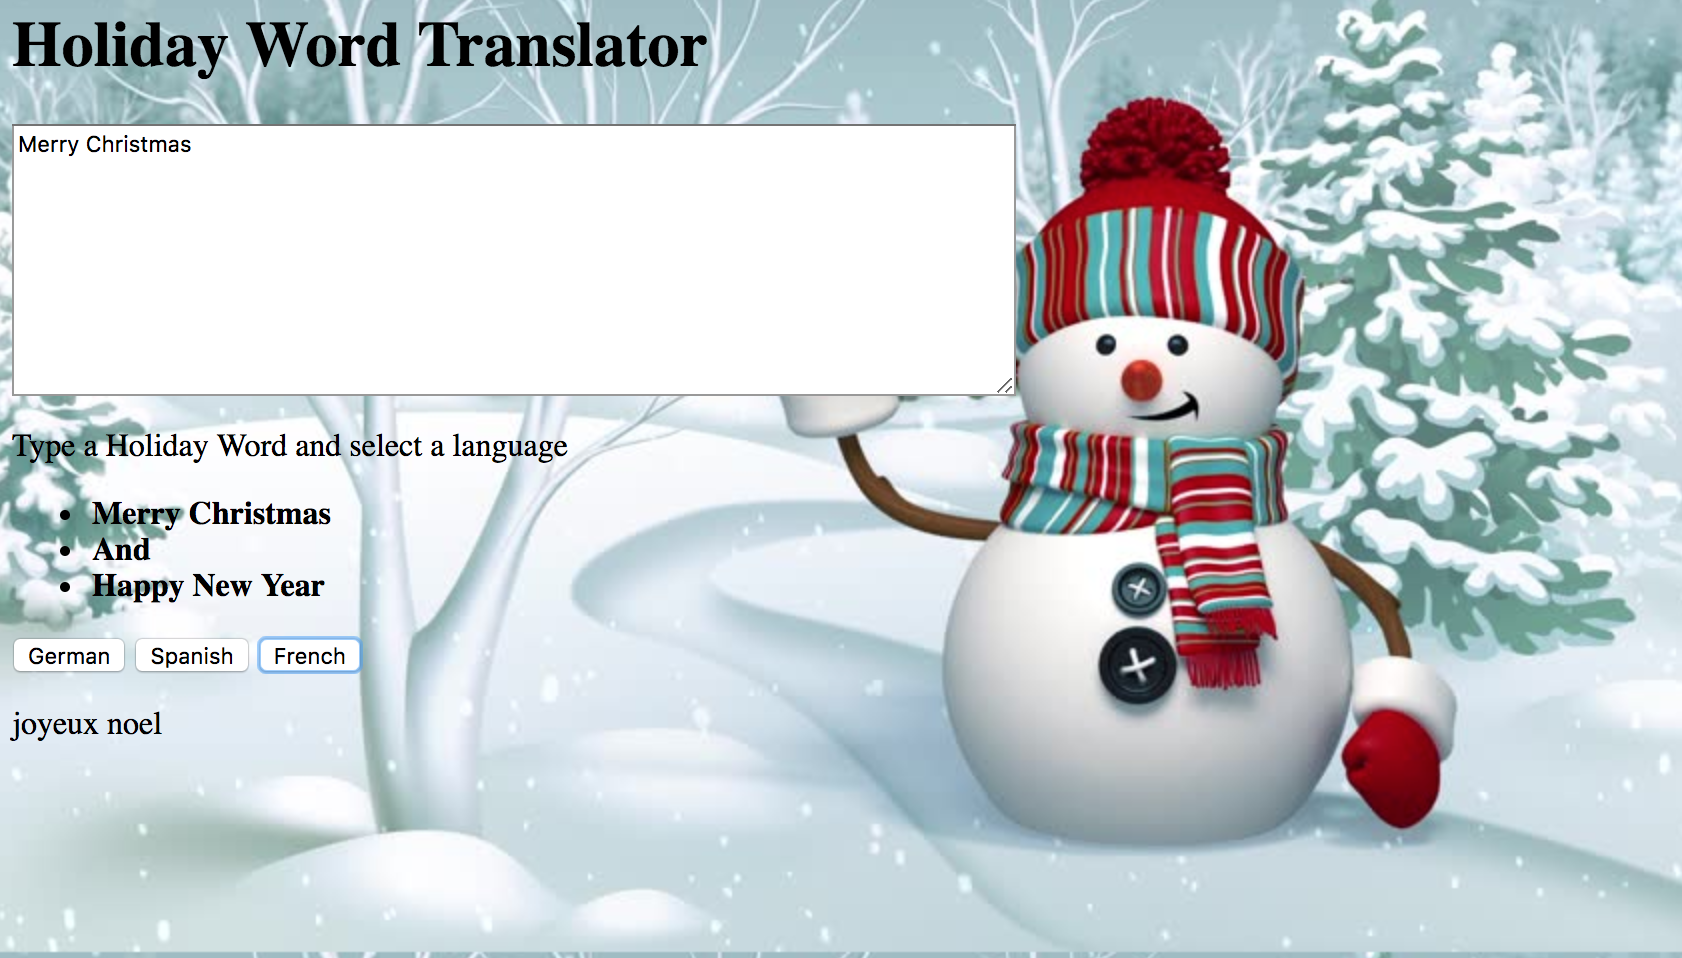 Holiday Word Translator
Merry Christmas
Type a Holiday Word and select a language
Merry Christmas
And
Happy New Year
German Spanish French
joyeux noel